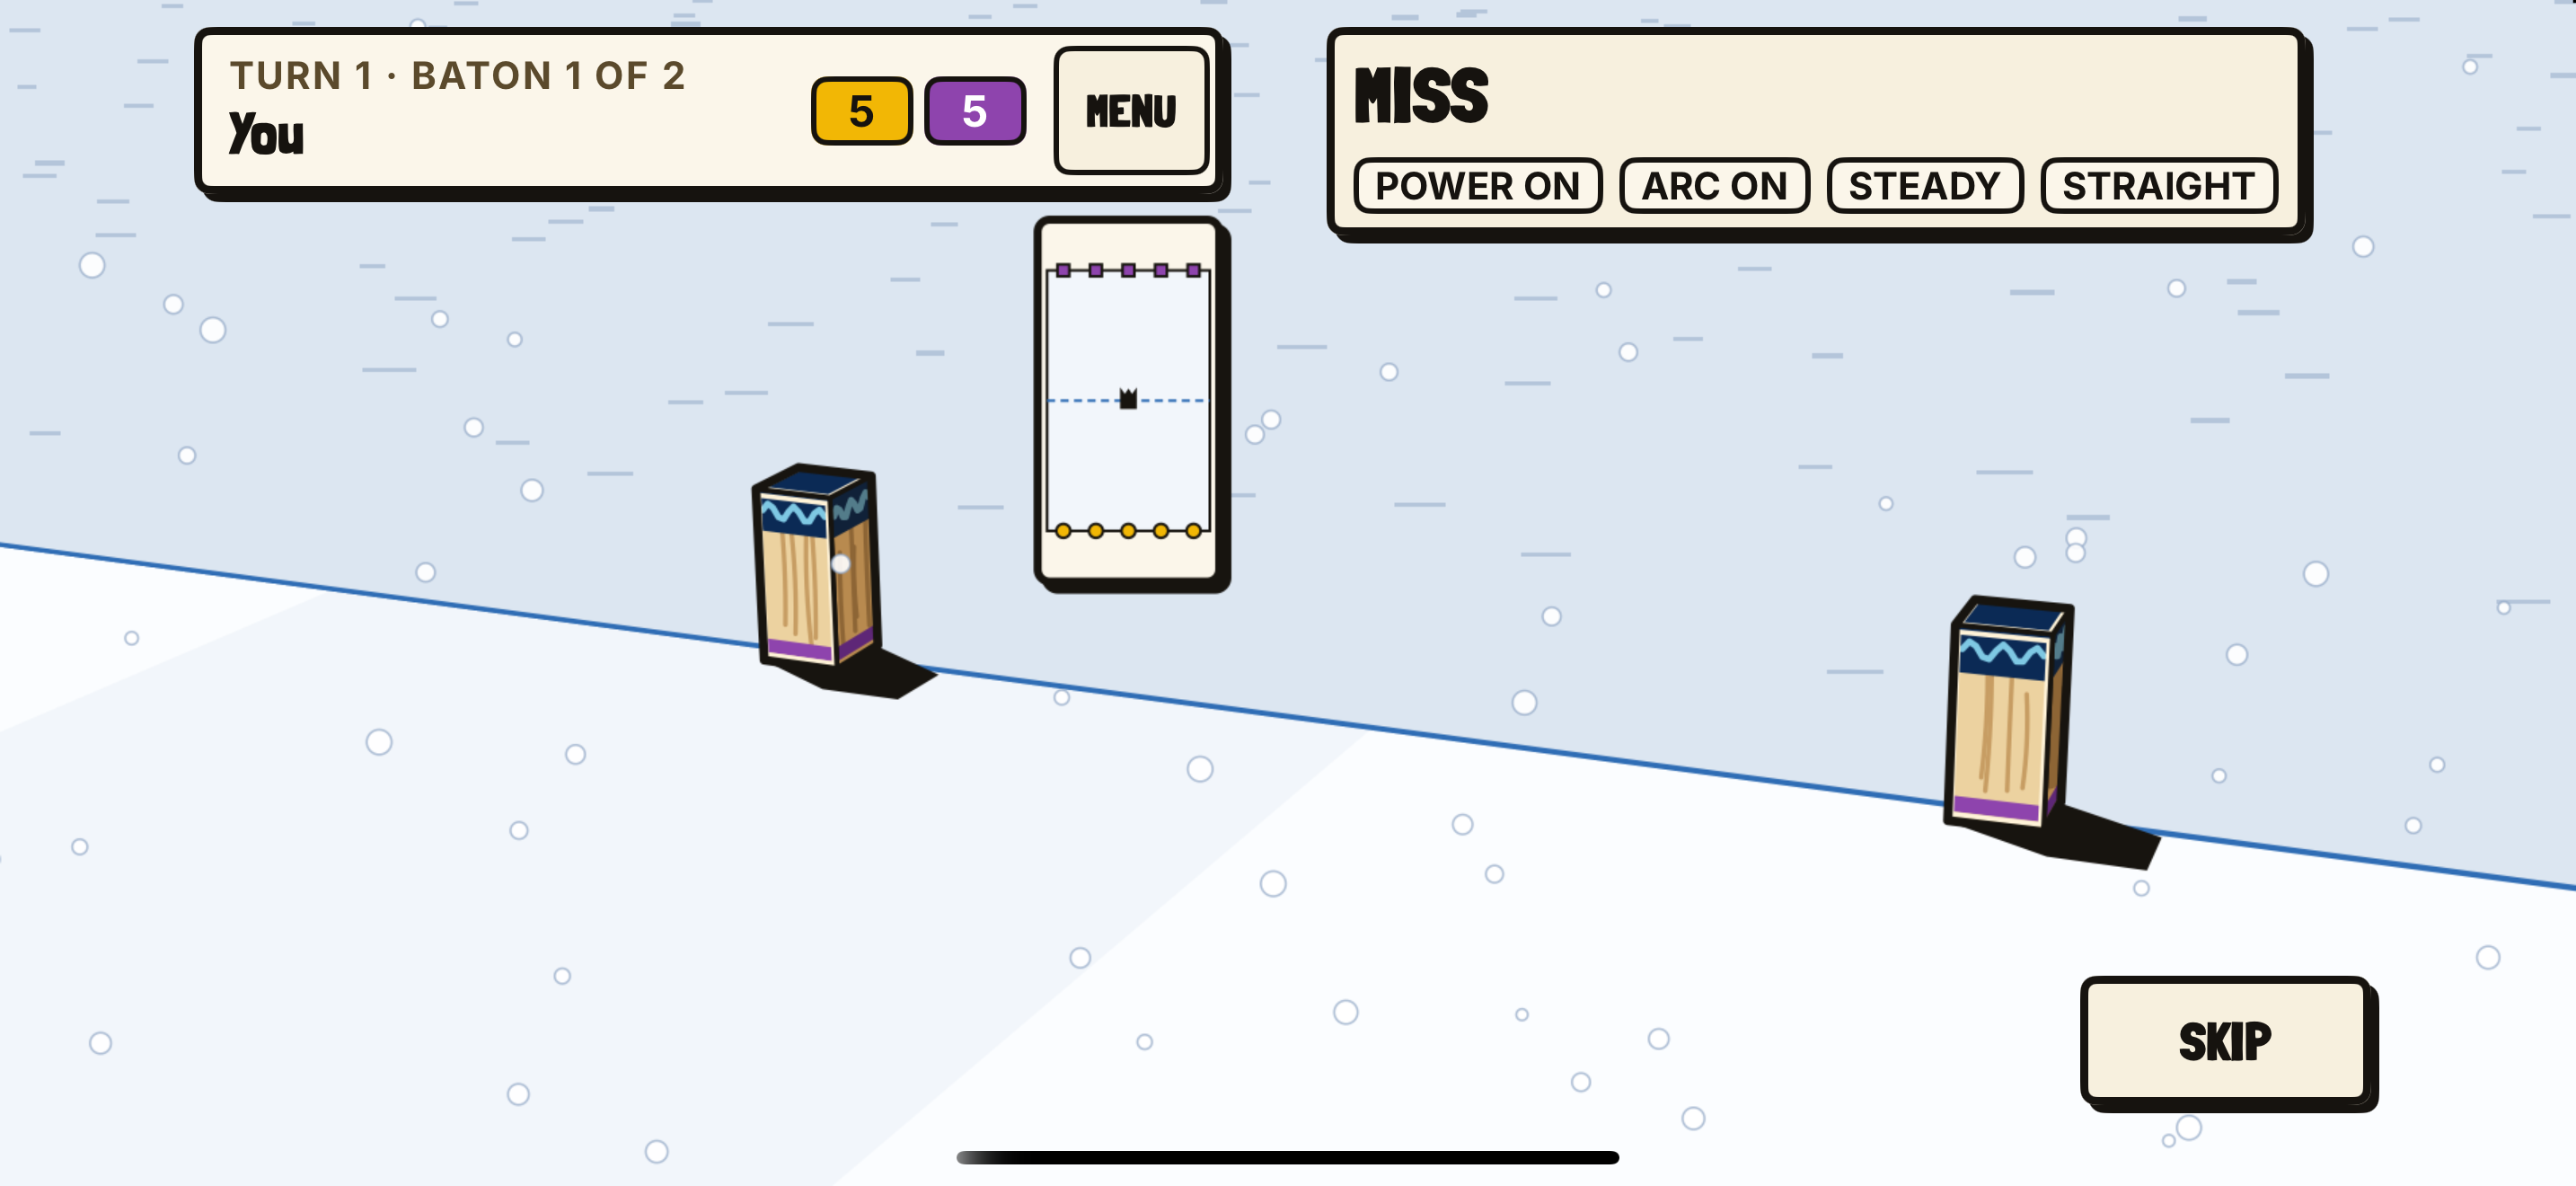 TURN 1 · BATON 1 OF 2
You
5 5
MENU
MISS
POWER ON ARC ON STEADY STRAIGHT
SKIP